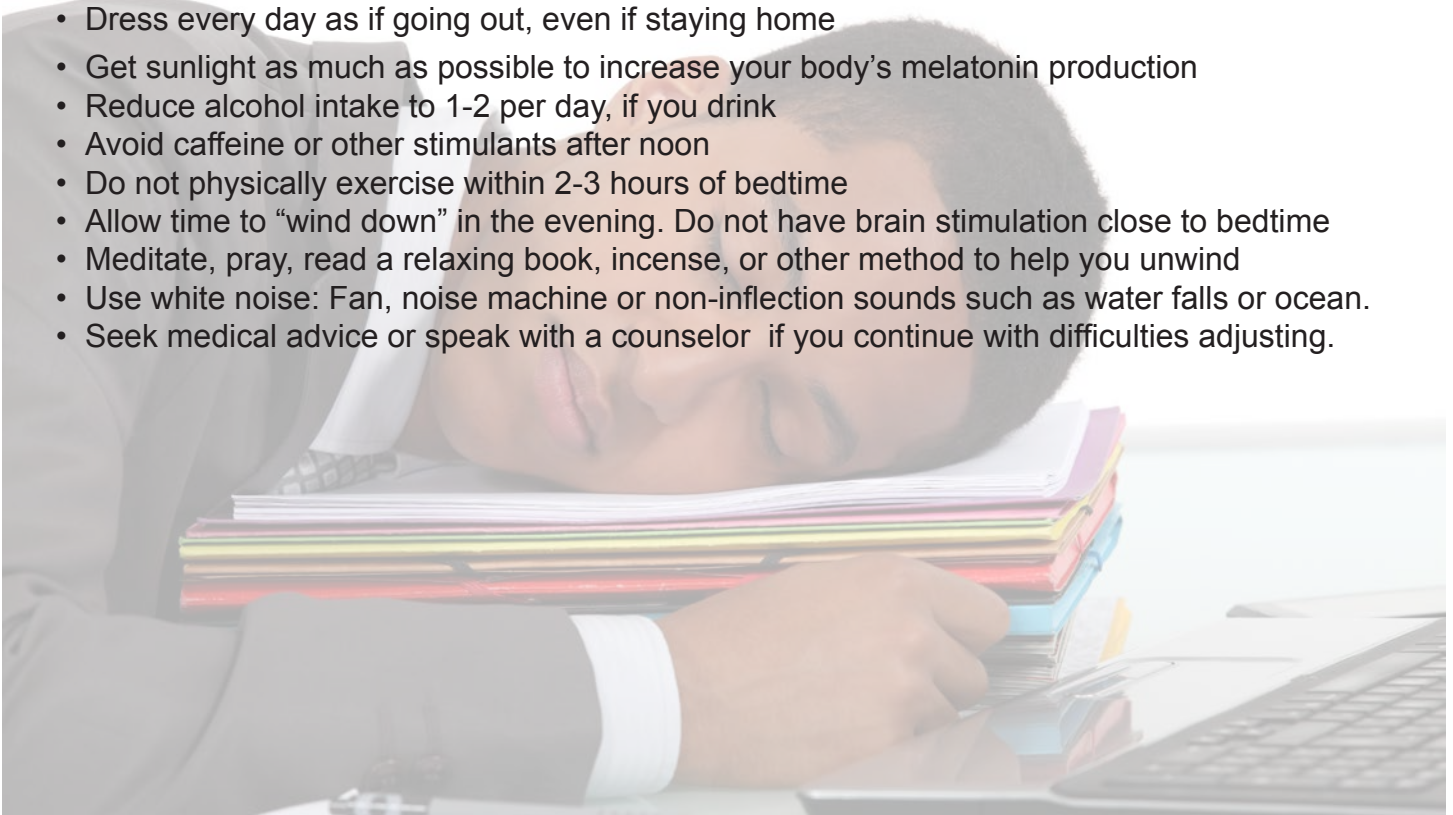 • Dress every day as if going out, even if staying home
• Get sunlight as much as possible to increase your body’s melatonin production
• Reduce alcohol intake to 1-2 per day, if you drink
• Avoid caffeine or other stimulants after noon
• Do not physically exercise within 2-3 hours of bedtime
• Allow time to “wind down” in the evening. Do not have brain stimulation close to bedtime
• Meditate, pray, read a relaxing book, incense, or other method to help you unwind
• Use white noise: Fan, noise machine or non-inflection sounds such as water falls or ocean.
• Seek medical advice or speak with a counselor  if you continue with difficulties adjusting.